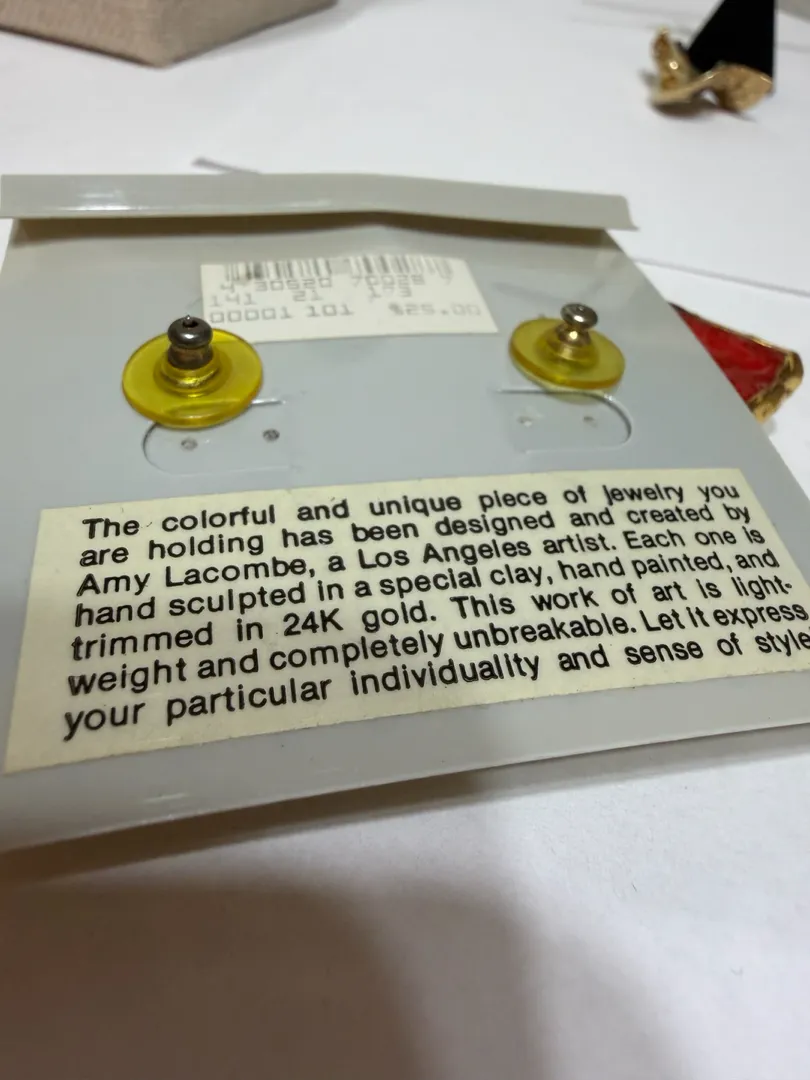 141 21
00001 101 $25.00
The colorful and unique piece of jewelry you
are holding has been designed and created by
Amy Lacombe, a Los Angeles artist. Each one is
hand sculpted in a special clay, hand painted, and
trimmed in 24K gold. This work of art is light-
weight and completely unbreakable. Let it express
your particular individuality and sense of style